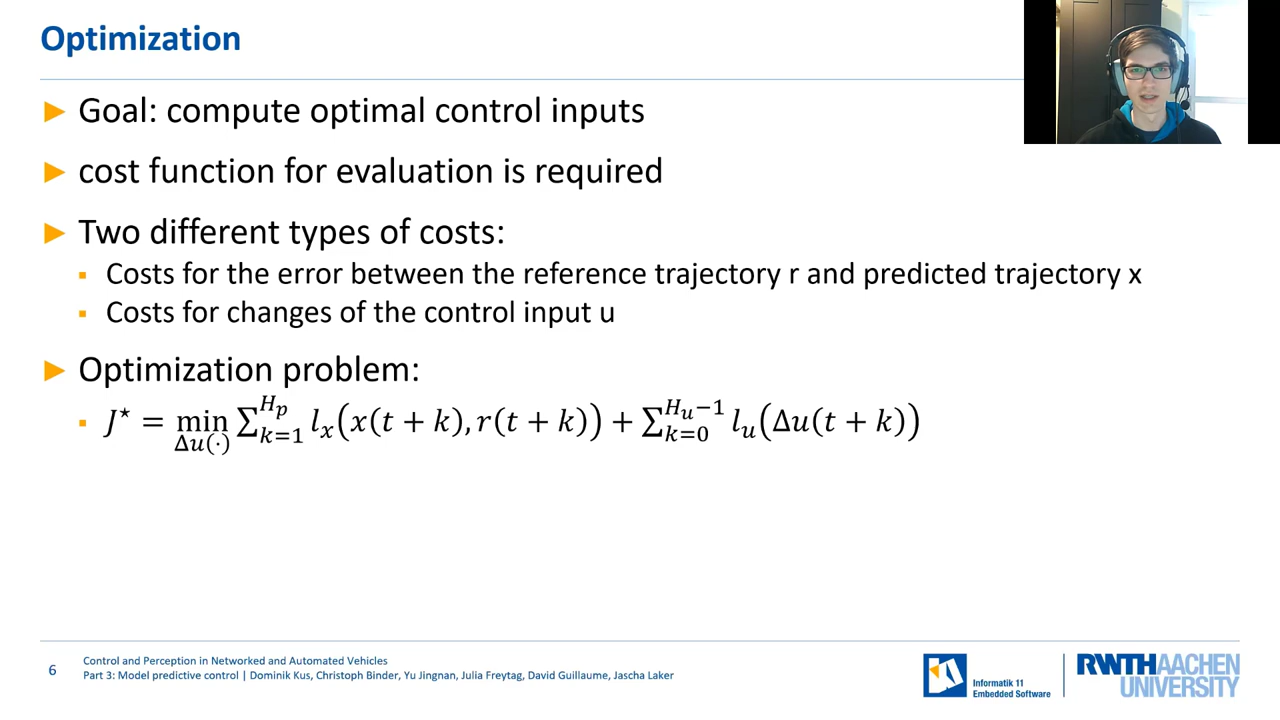 Optimization
► Goal: compute optimal control inputs
► cost function for evaluation is required
► Two different types of costs:
▪ Costs for the error between the reference trajectory r and predicted trajectory x
▪ Costs for changes of the control input u
► Optimization problem:
▪ J⋆ = min_{Δu(·)} ∑_{k=1}^{H_p} l_x(x(t + k), r(t + k)) + ∑_{k=0}^{H_u−1} l_u(Δu(t + k))
6
Control and Perception in Networked and Automated Vehicles
Part 3: Model predictive control | Dominik Kus, Christoph Binder, Yu Jingnan, Julia Freytag, David Guillaume, Jascha Laker
Informatik 11
Embedded Software
RWTH AACHEN
UNIVERSITY